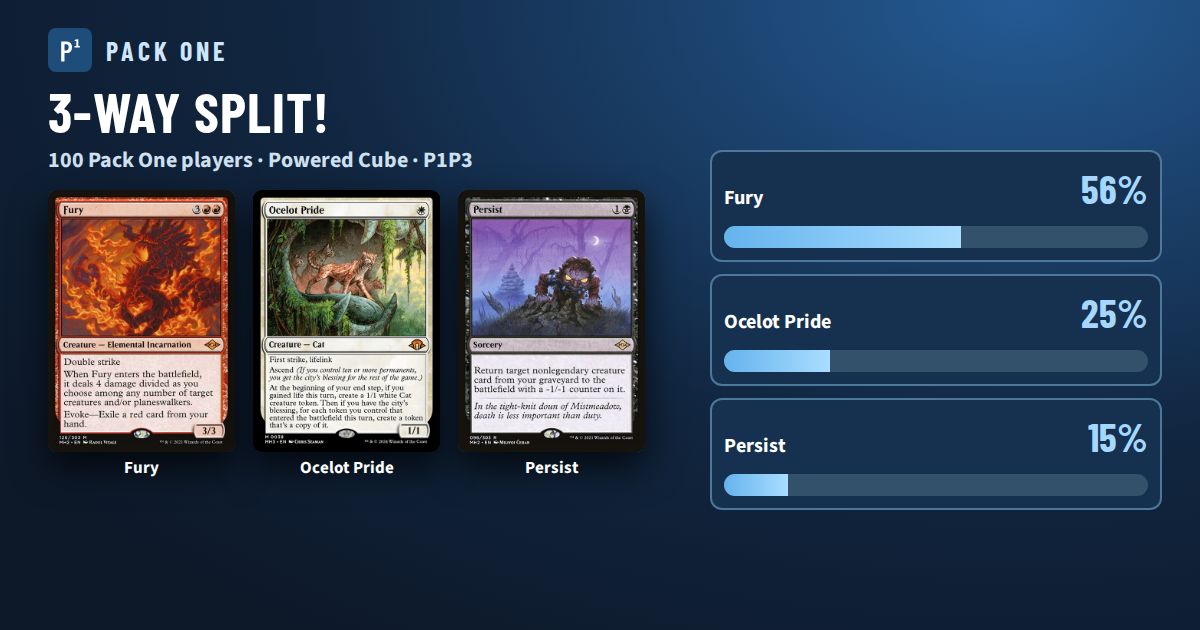 P1 PACK ONE
3-WAY SPLIT!
100 Pack One players · Powered Cube · P1P3
Fury 3
Creature — Elemental Incarnation
Double strike
When Fury enters the battlefield,
it deals 4 damage divided as you
choose among any number of target
creatures and/or planeswalkers.
Evoke—Exile a red card from your
hand.
3/3
Fury
Ocelot Pride
Creature — Cat
First strike, lifelink
Ascend (If you control ten or more permanents,
you get the city's blessing for the rest of the game.)
At the beginning of your end step, if you
gained life this turn, create a 1/1 white Cat
creature token. Then if you have the city's
blessing, for each token you control that
entered the battlefield this turn, create a token
that's a copy of it.
1/1
Ocelot Pride
Persist 1
Sorcery
Return target nonlegendary creature
card from your graveyard to the
battlefield with a -1/-1 counter on it.
In the tight-knit doun of Mistmeadow,
death is less important than duty.
Persist
Fury 56%
Ocelot Pride 25%
Persist 15%